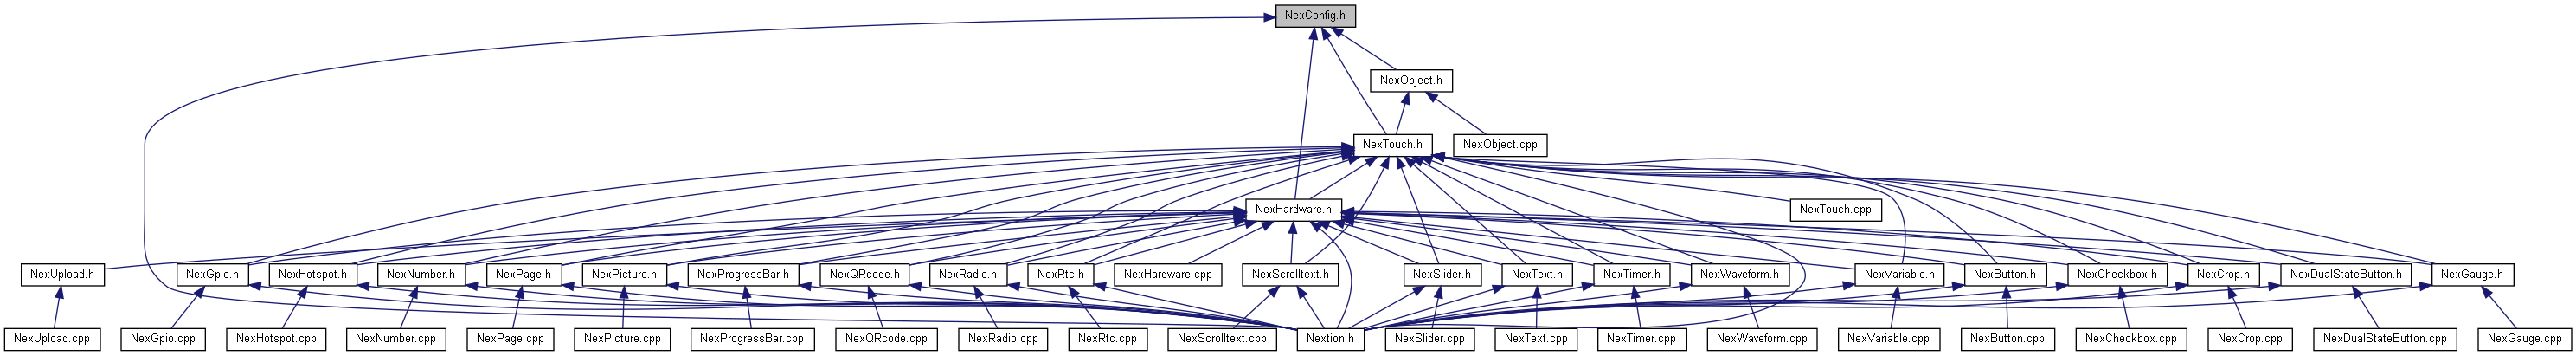 NexConfig.h
NexObject.h
NexTouch.h
NexObject.cpp
NexHardware.h
NexTouch.cpp
NexUpload.h
NexGpio.h
NexHotspot.h
NexNumber.h
NexPage.h
NexPicture.h
NexProgressBar.h
NexQRcode.h
NexRadio.h
NexRtc.h
NexHardware.cpp
NexScrolltext.h
NexSlider.h
NexText.h
NexTimer.h
NexWaveform.h
NexVariable.h
NexButton.h
NexCheckbox.h
NexCrop.h
NexDualStateButton.h
NexGauge.h
NexUpload.cpp
NexGpio.cpp
NexHotspot.cpp
NexNumber.cpp
NexPage.cpp
NexPicture.cpp
NexProgressBar.cpp
NexQRcode.cpp
NexRadio.cpp
NexRtc.cpp
NexScrolltext.cpp
Nextion.h
NexSlider.cpp
NexText.cpp
NexTimer.cpp
NexWaveform.cpp
NexVariable.cpp
NexButton.cpp
NexCheckbox.cpp
NexCrop.cpp
NexDualStateButton.cpp
NexGauge.cpp